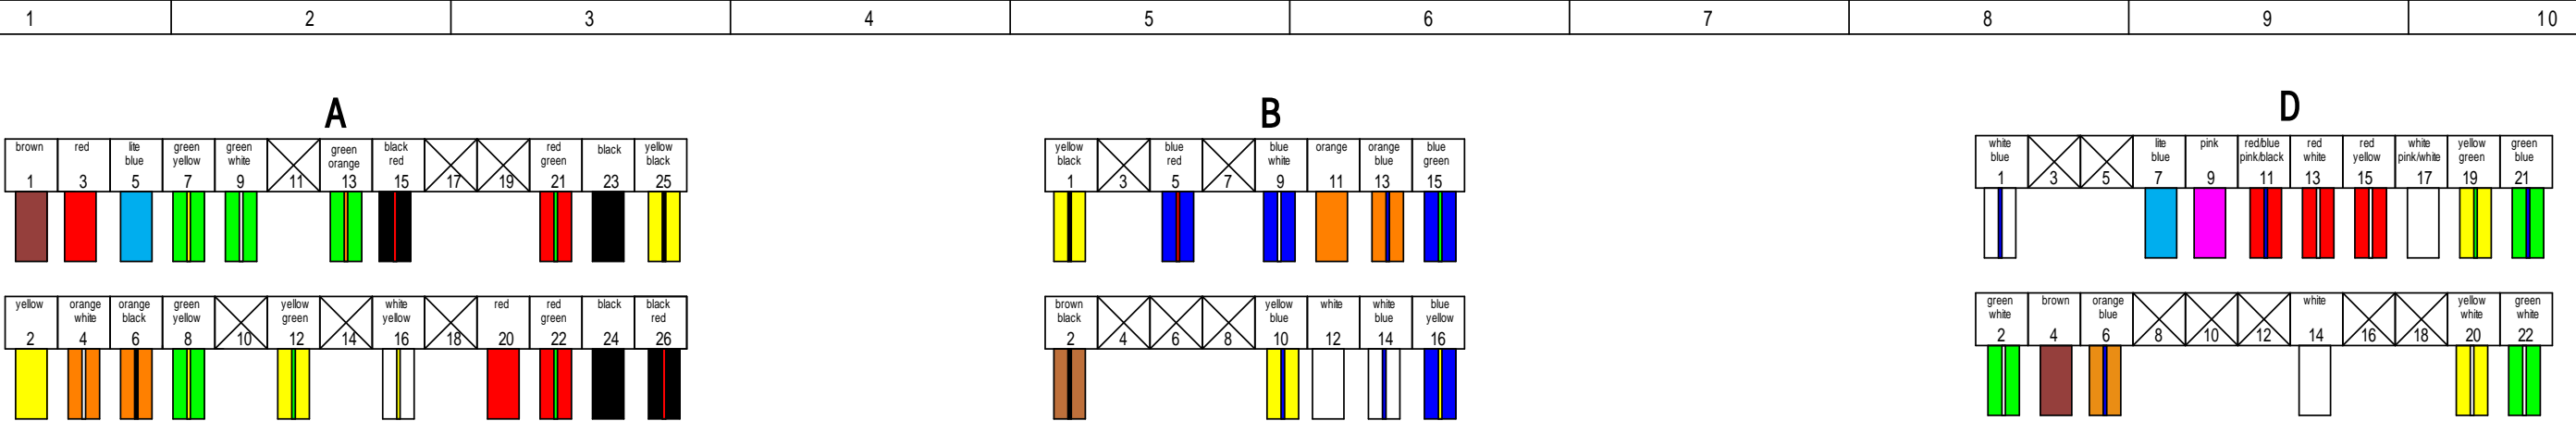 1 2 3 4 5 6 7 8 9 10
A B D
brown red lite green green green black red black yellow
blue yellow white orange red green black
1 3 5 7 9 11 13 15 17 19 21 23 25
yellow blue blue orange orange blue
black red white blue green
1 3 5 7 9 11 13 15
white lite pink red/blue red red white yellow green
blue blue pink/black white yellow pink/white green blue
1 3 5 7 9 11 13 15 17 19 21
yellow orange orange green yellow white red red black black
white black yellow green yellow green red
2 4 6 8 10 12 14 16 18 20 22 24 26
brown yellow white white blue
black blue blue yellow
2 4 6 8 10 12 14 16
green brown orange white yellow green
white blue white white
2 4 6 8 10 12 14 16 18 20 22